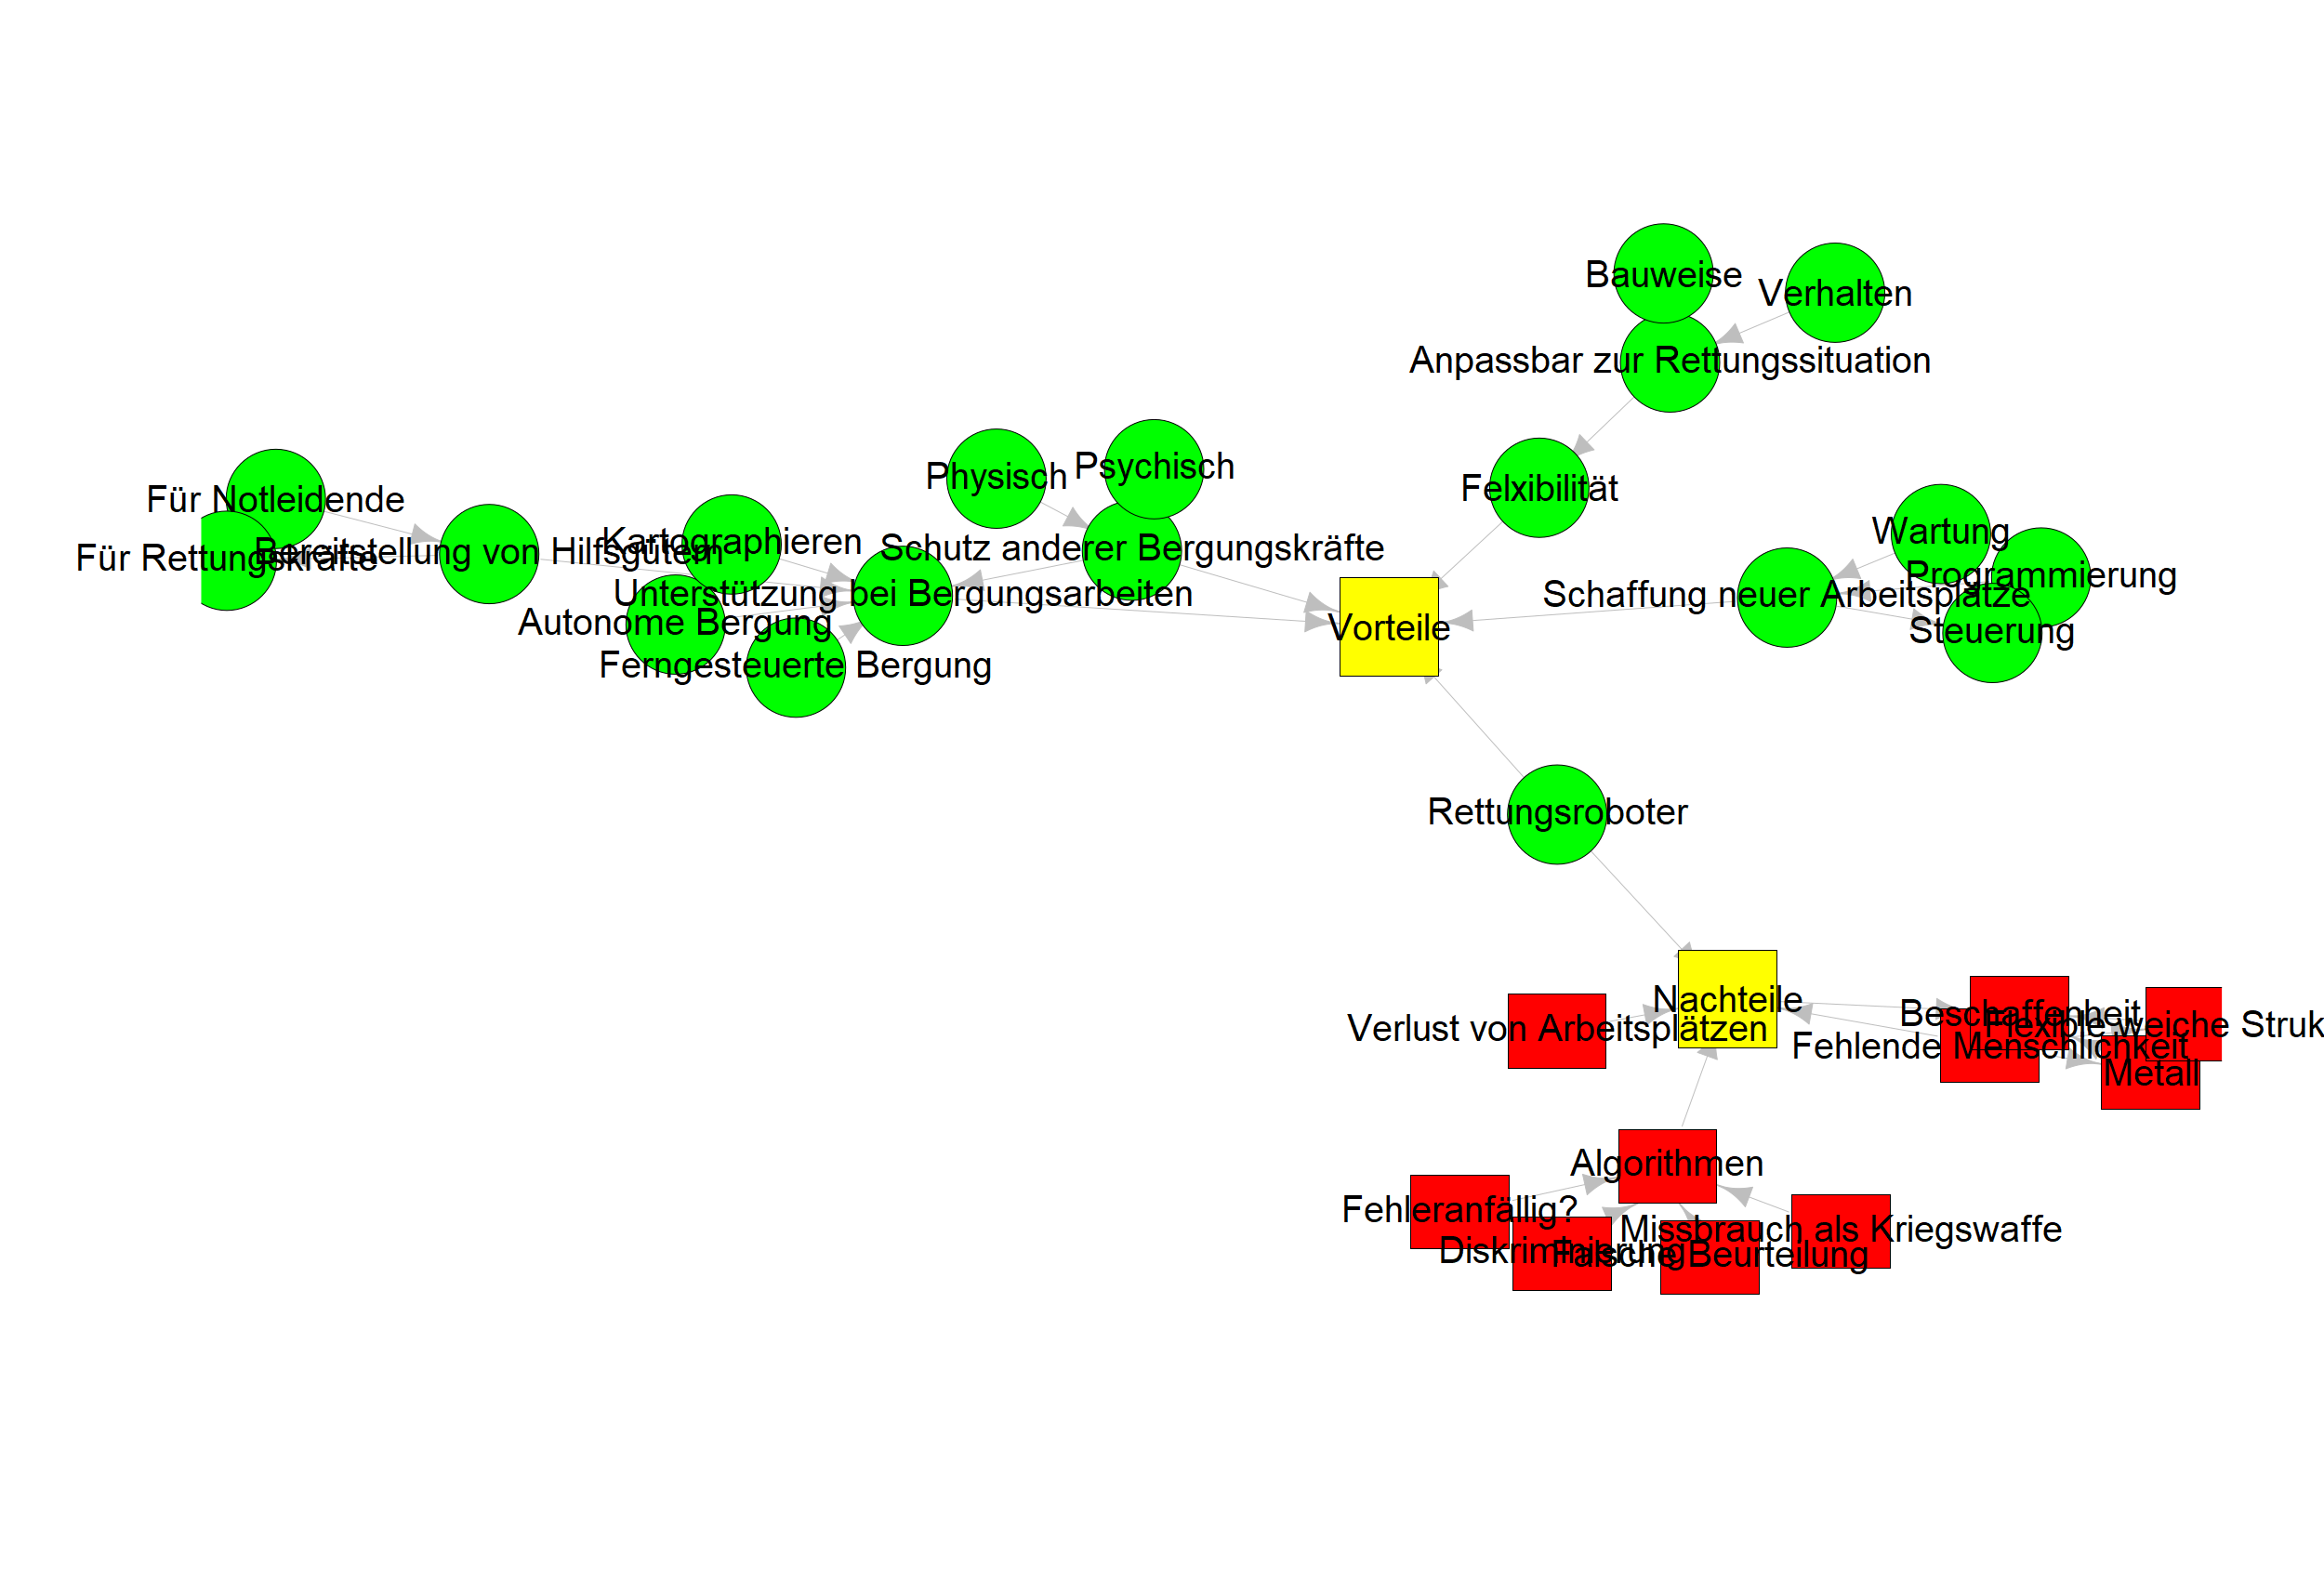 Bauweise
Verhalten
Anpassbar zur Rettungssituation
Psychisch
Physisch
Felxibilität
Für Notleidende
Wartung
Kartographieren
Schutz anderer Bergungskräfte
Bereitstellung von Hilfsgütern
Für Rettungskräfte
Programmierung
Unterstützung bei Bergungsarbeiten
Schaffung neuer Arbeitsplätze
Autonome Bergung
Vorteile
Steuerung
Ferngesteuerte Bergung
Rettungsroboter
Nachteile
Beschaffenheit
Flexible weiche Struk
Verlust von Arbeitsplätzen
Fehlende Menschlichkeit
Metall
Algorithmen
Fehleranfällig?
Missbrauch als Kriegswaffe
Diskriminierung
Falsche Beurteilung